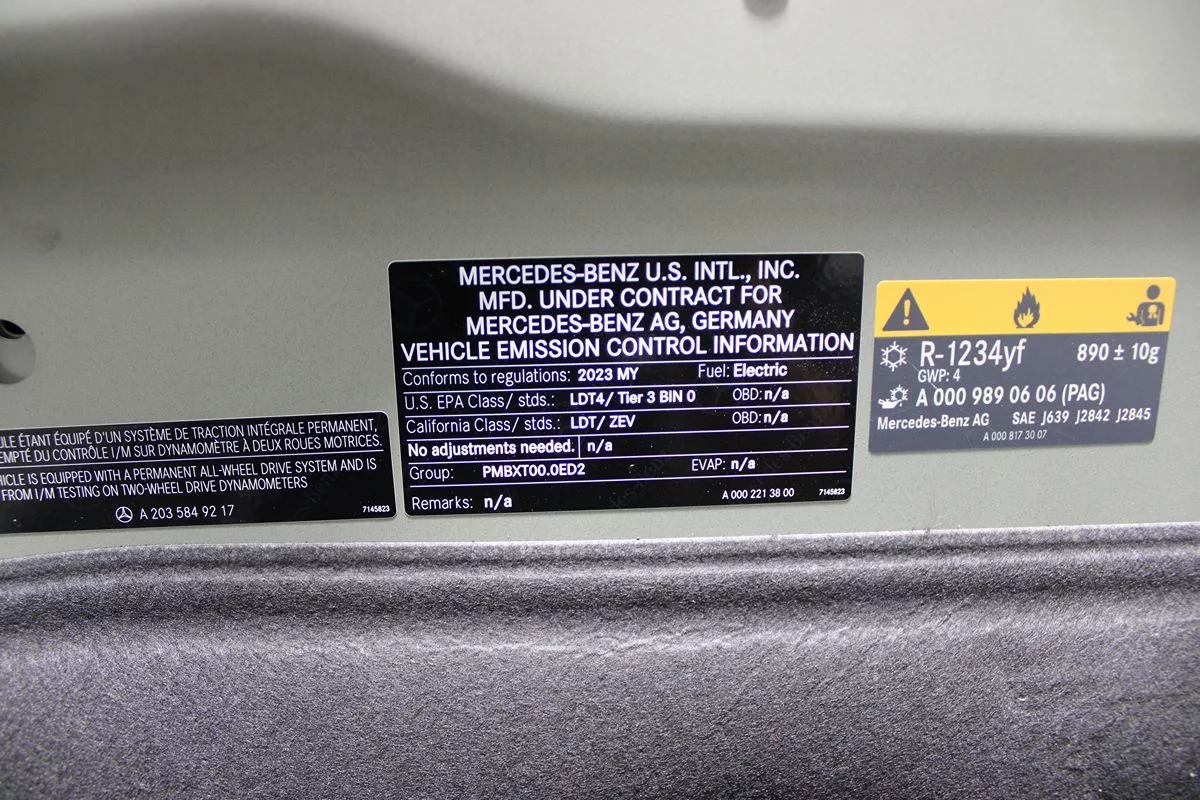 ULE ÉTANT ÉQUIPÉ D'UN SYSTÈME DE TRACTION INTÉGRALE PERMANENT,
EMPTÉ DU CONTRÔLE I/M SUR DYNAMOMÈTRE À DEUX ROUES MOTRICES.
HICLE IS EQUIPPED WITH A PERMANENT ALL-WHEEL DRIVE SYSTEM AND IS
FROM I/M TESTING ON TWO-WHEEL DRIVE DYNAMOMETERS
A 203 584 92 17
7145823
MERCEDES-BENZ U.S. INTL., INC.
MFD. UNDER CONTRACT FOR
MERCEDES-BENZ AG, GERMANY
VEHICLE EMISSION CONTROL INFORMATION
Conforms to regulations: 2023 MY Fuel: Electric
U.S. EPA Class/ stds.: LDT4/ Tier 3 BIN 0 OBD: n/a
California Class/ stds.: LDT/ ZEV OBD: n/a
No adjustments needed. n/a
Group: PMBXT00.0ED2 EVAP: n/a
Remarks: n/a A 000 221 38 00 7145823
R-1234yf 890 ± 10g
GWP: 4
A 000 989 06 06 (PAG)
Mercedes-Benz AG SAE J639 J2842 J2845
A 000 817 30 07